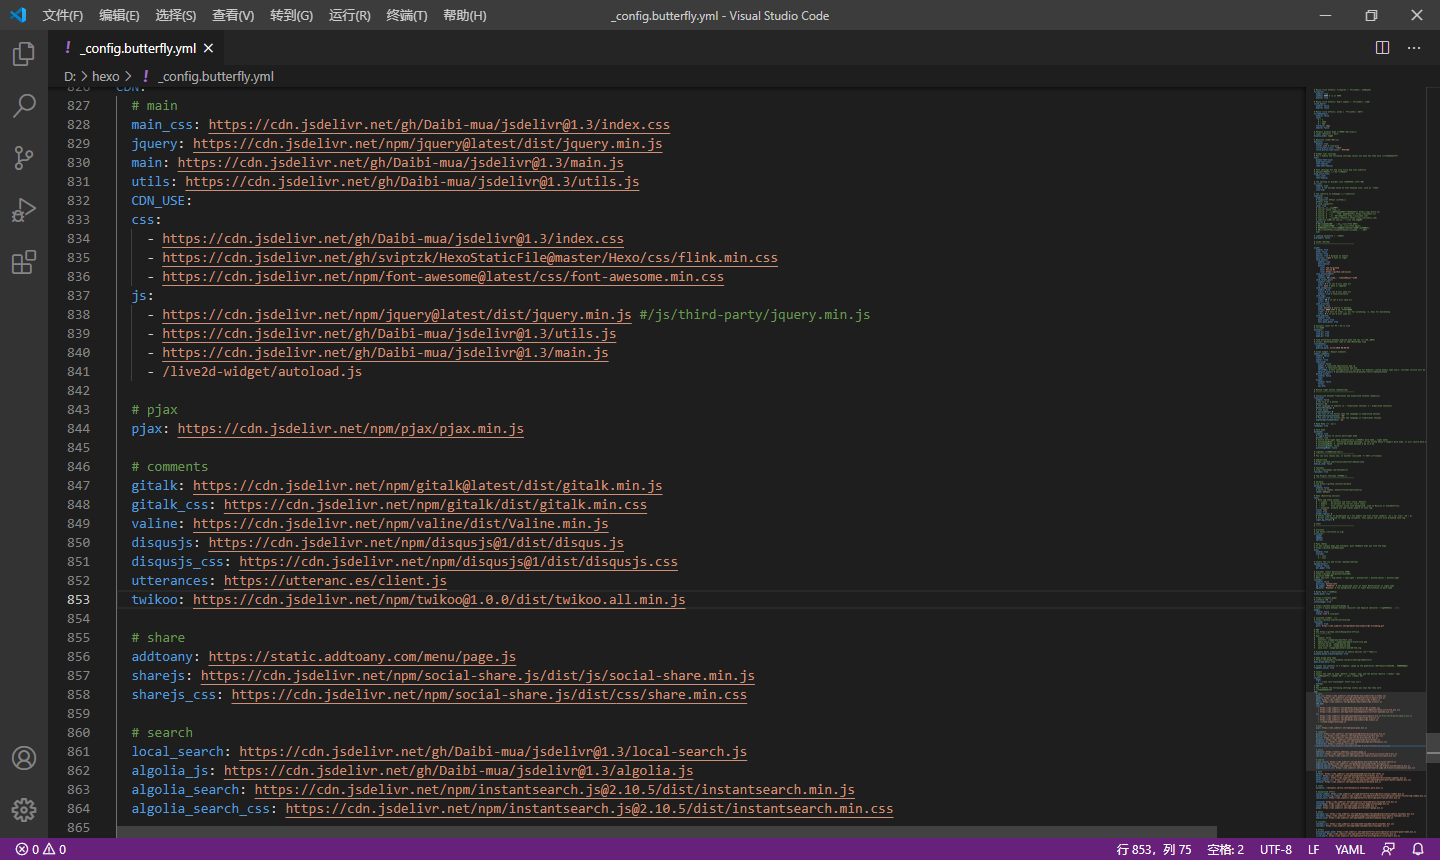 文件(F) 编辑(E) 选择(S) 查看(V) 转到(G) 运行(R) 终端(T) 帮助(H) _config.butterfly.yml - Visual Studio Code
! _config.butterfly.yml ×
D: > hexo > ! _config.butterfly.yml
826 CDN:
827 # main
828 main_css: https://cdn.jsdelivr.net/gh/Daibi-mua/jsdelivr@1.3/index.css
829 jquery: https://cdn.jsdelivr.net/npm/jquery@latest/dist/jquery.min.js
830 main: https://cdn.jsdelivr.net/gh/Daibi-mua/jsdelivr@1.3/main.js
831 utils: https://cdn.jsdelivr.net/gh/Daibi-mua/jsdelivr@1.3/utils.js
832 CDN_USE:
833 css:
834 - https://cdn.jsdelivr.net/gh/Daibi-mua/jsdelivr@1.3/index.css
835 - https://cdn.jsdelivr.net/gh/sviptzk/HexoStaticFile@master/Hexo/css/flink.min.css
836 - https://cdn.jsdelivr.net/npm/font-awesome@latest/css/font-awesome.min.css
837 js:
838 - https://cdn.jsdelivr.net/npm/jquery@latest/dist/jquery.min.js #/js/third-party/jquery.min.js
839 - https://cdn.jsdelivr.net/gh/Daibi-mua/jsdelivr@1.3/utils.js
840 - https://cdn.jsdelivr.net/gh/Daibi-mua/jsdelivr@1.3/main.js
841 - /live2d-widget/autoload.js
842
843 # pjax
844 pjax: https://cdn.jsdelivr.net/npm/pjax/pjax.min.js
845
846 # comments
847 gitalk: https://cdn.jsdelivr.net/npm/gitalk@latest/dist/gitalk.min.js
848 gitalk_css: https://cdn.jsdelivr.net/npm/gitalk/dist/gitalk.min.css
849 valine: https://cdn.jsdelivr.net/npm/valine/dist/Valine.min.js
850 disqusjs: https://cdn.jsdelivr.net/npm/disqusjs@1/dist/disqus.js
851 disqusjs_css: https://cdn.jsdelivr.net/npm/disqusjs@1/dist/disqusjs.css
852 utterances: https://utteranc.es/client.js
853 twikoo: https://cdn.jsdelivr.net/npm/twikoo@1.0.0/dist/twikoo.all.min.js
854
855 # share
856 addtoany: https://static.addtoany.com/menu/page.js
857 sharejs: https://cdn.jsdelivr.net/npm/social-share.js/dist/js/social-share.min.js
858 sharejs_css: https://cdn.jsdelivr.net/npm/social-share.js/dist/css/share.min.css
859
860 # search
861 local_search: https://cdn.jsdelivr.net/gh/Daibi-mua/jsdelivr@1.3/local-search.js
862 algolia_js: https://cdn.jsdelivr.net/gh/Daibi-mua/jsdelivr@1.3/algolia.js
863 algolia_search: https://cdn.jsdelivr.net/npm/instantsearch.js@2.10.5/dist/instantsearch.min.js
864 algolia_search_css: https://cdn.jsdelivr.net/npm/instantsearch.js@2.10.5/dist/instantsearch.min.css
865
0 0 行 853，列 75 空格: 2 UTF-8 LF YAML